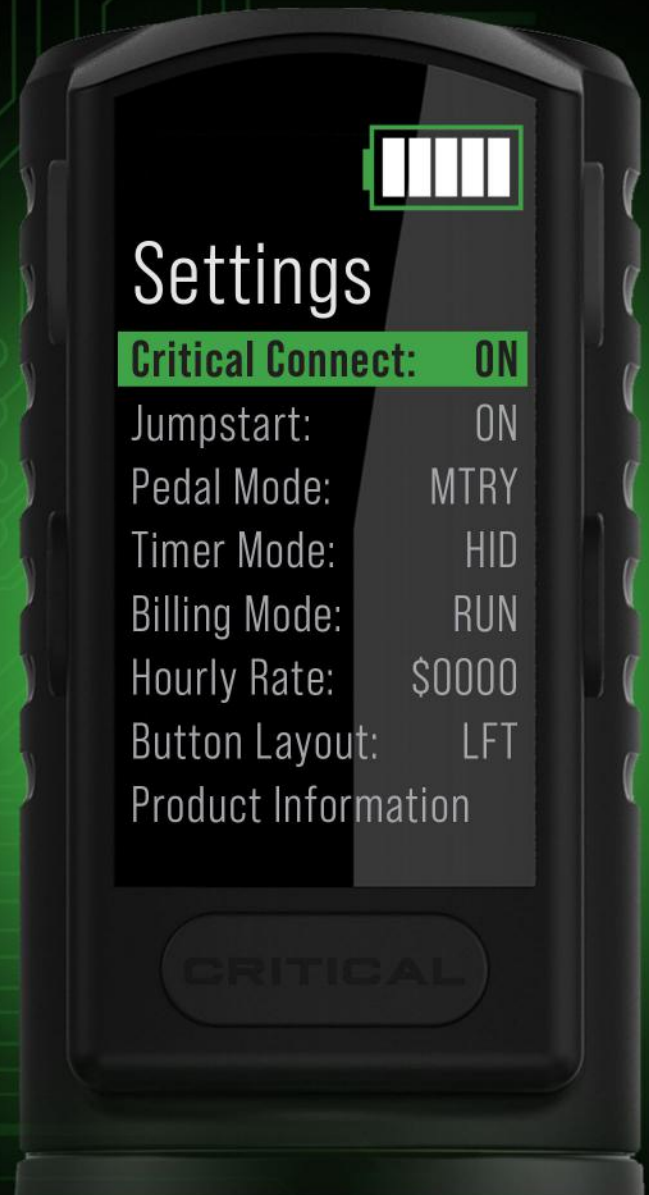 Settings
Critical Connect: ON
Jumpstart: ON
Pedal Mode: MTRY
Timer Mode: HID
Billing Mode: RUN
Hourly Rate: $0000
Button Layout: LFT
Product Information
CRITICAL